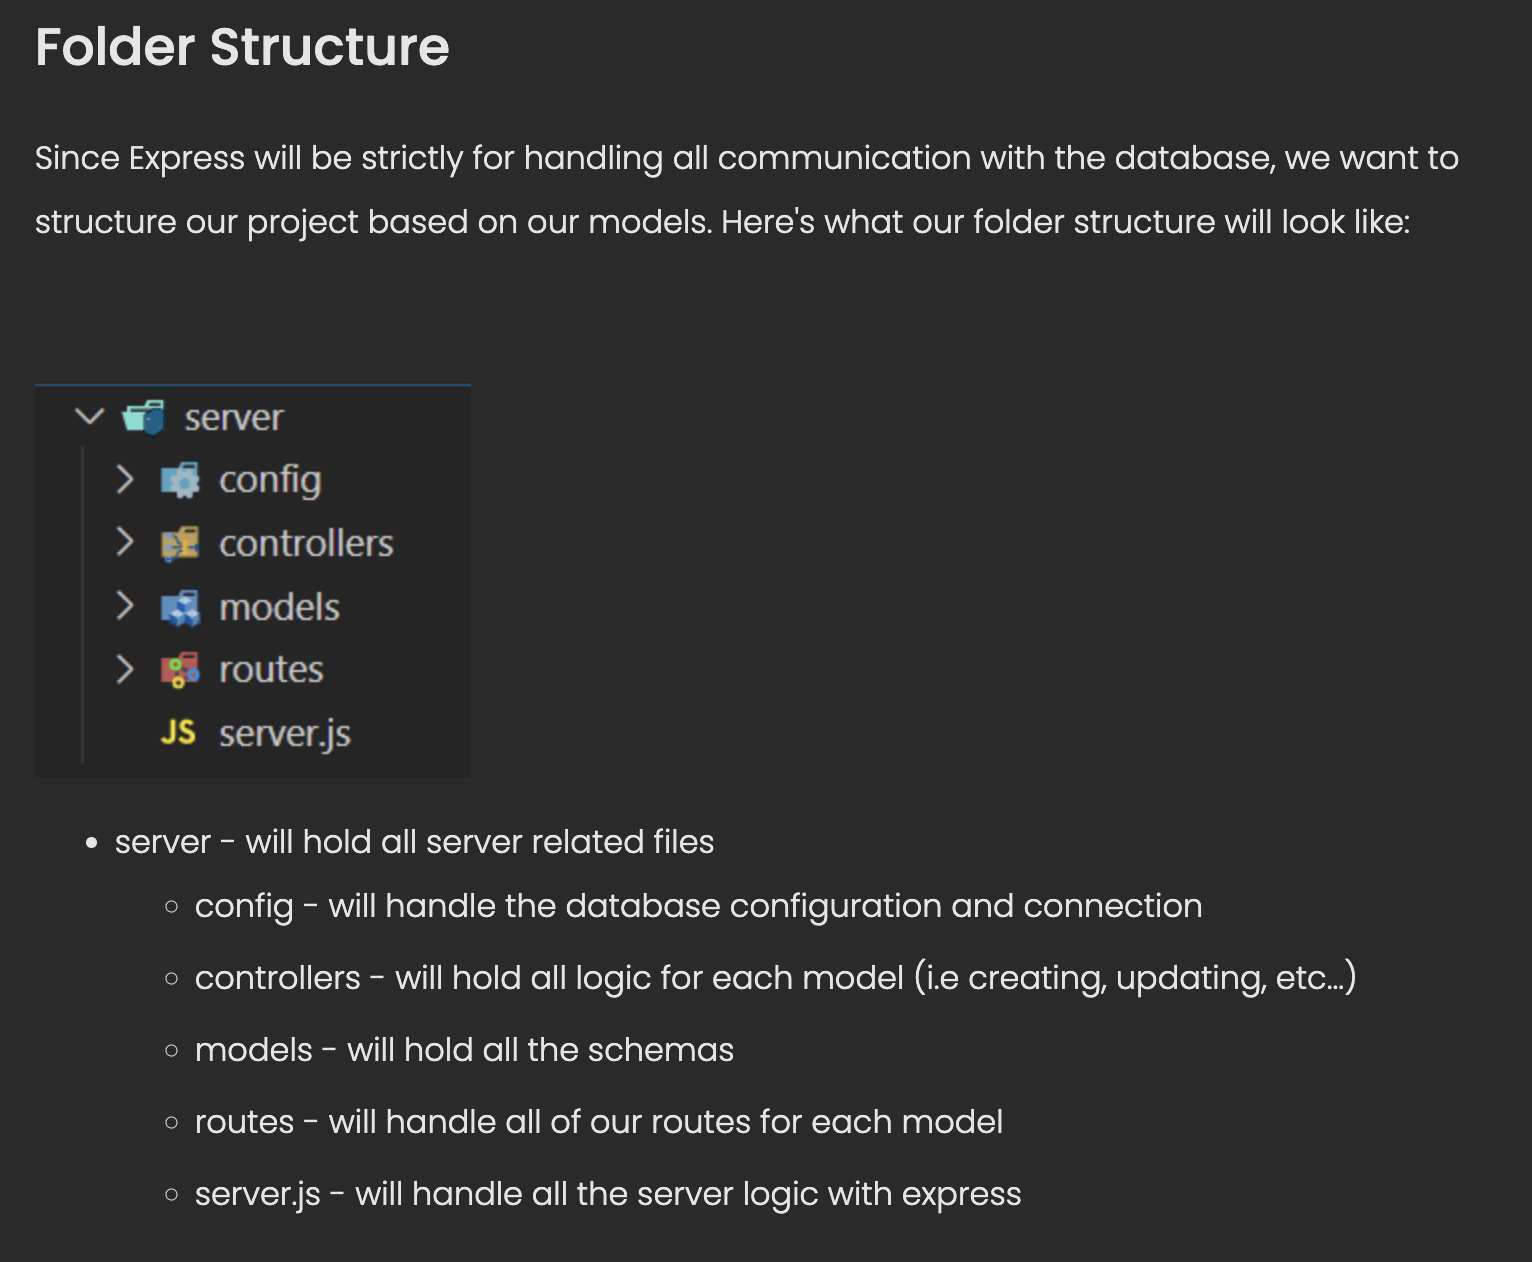 Folder Structure
Since Express will be strictly for handling all communication with the database, we want to
structure our project based on our models. Here's what our folder structure will look like:
server
config
controllers
models
routes
JS server.js
server - will hold all server related files
config - will handle the database configuration and connection
controllers - will hold all logic for each model (i.e creating, updating, etc...)
models - will hold all the schemas
routes - will handle all of our routes for each model
server.js - will handle all the server logic with express